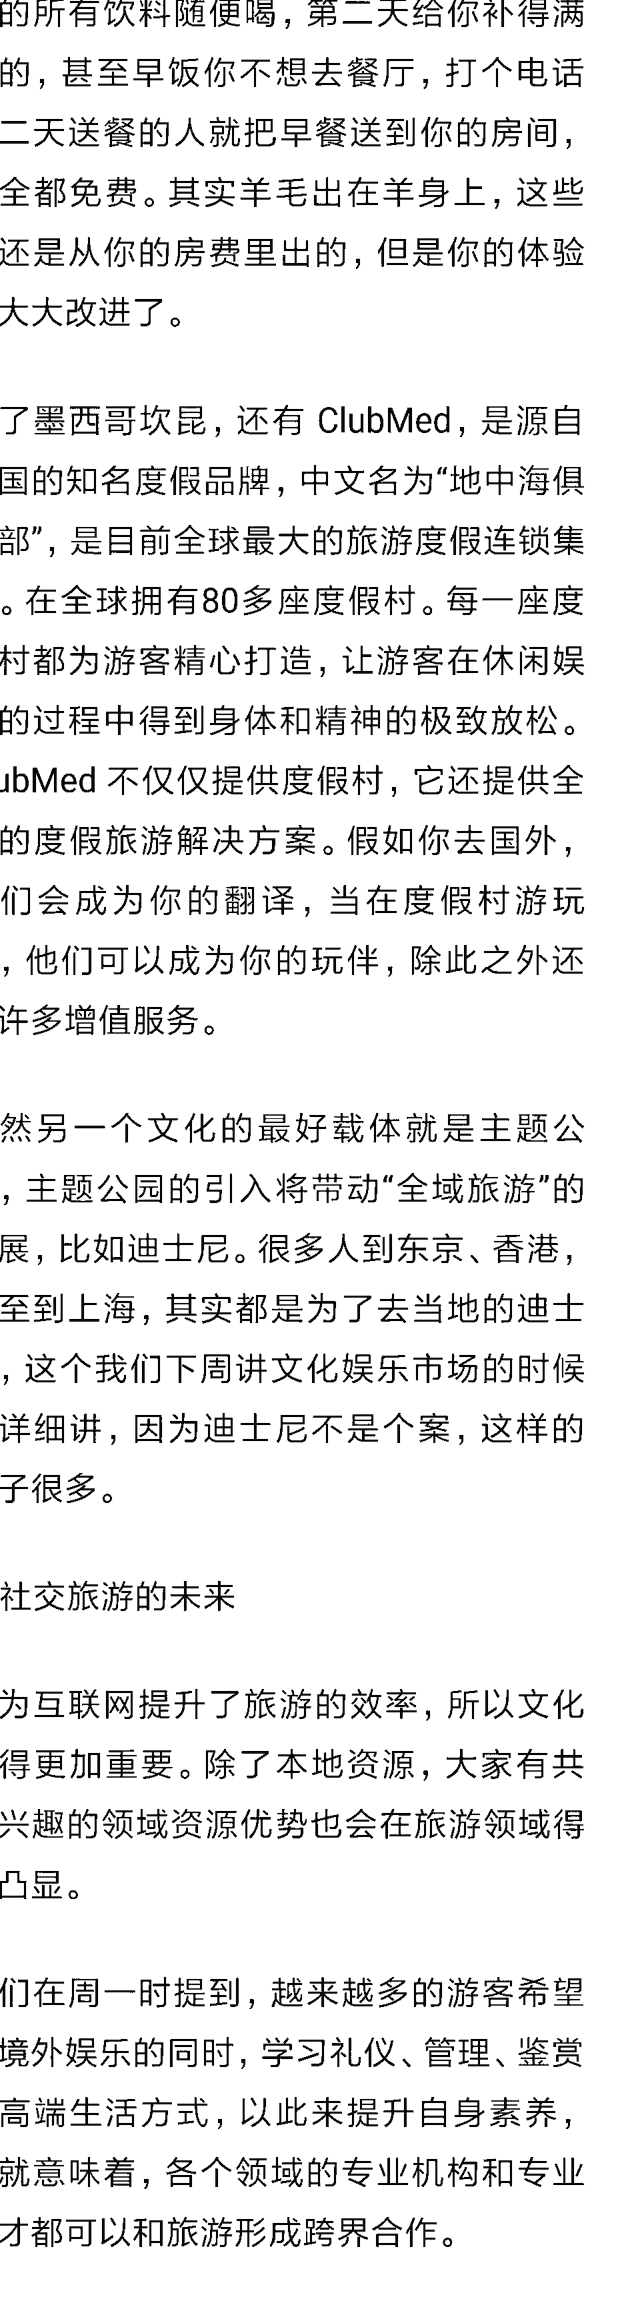 的所有饮料随便喝，第二天给你补得满
的，甚至早饭你不想去餐厅，打个电话
二天送餐的人就把早餐送到你的房间，
全都免费。其实羊毛出在羊身上，这些
还是从你的房费里出的，但是你的体验
大大改进了。
了墨西哥坎昆，还有 ClubMed，是源自
国的知名度假品牌，中文名为“地中海俱
部”，是目前全球最大的旅游度假连锁集
。在全球拥有80多座度假村。每一座度
村都为游客精心打造，让游客在休闲娱
的过程中得到身体和精神的极致放松。
ubMed 不仅仅提供度假村，它还提供全
的度假旅游解决方案。假如你去国外，
们会成为你的翻译，当在度假村游玩
，他们可以成为你的玩伴，除此之外还
许多增值服务。
然另一个文化的最好载体就是主题公
，主题公园的引入将带动“全域旅游”的
展，比如迪士尼。很多人到东京、香港，
至到上海，其实都是为了去当地的迪士
，这个我们下周讲文化娱乐市场的时候
详细讲，因为迪士尼不是个案，这样的
子很多。
社交旅游的未来
为互联网提升了旅游的效率，所以文化
得更加重要。除了本地资源，大家有共
兴趣的领域资源优势也会在旅游领域得
凸显。
们在周一时提到，越来越多的游客希望
境外娱乐的同时，学习礼仪、管理、鉴赏
高端生活方式，以此来提升自身素养，
就意味着，各个领域的专业机构和专业
才都可以和旅游形成跨界合作。